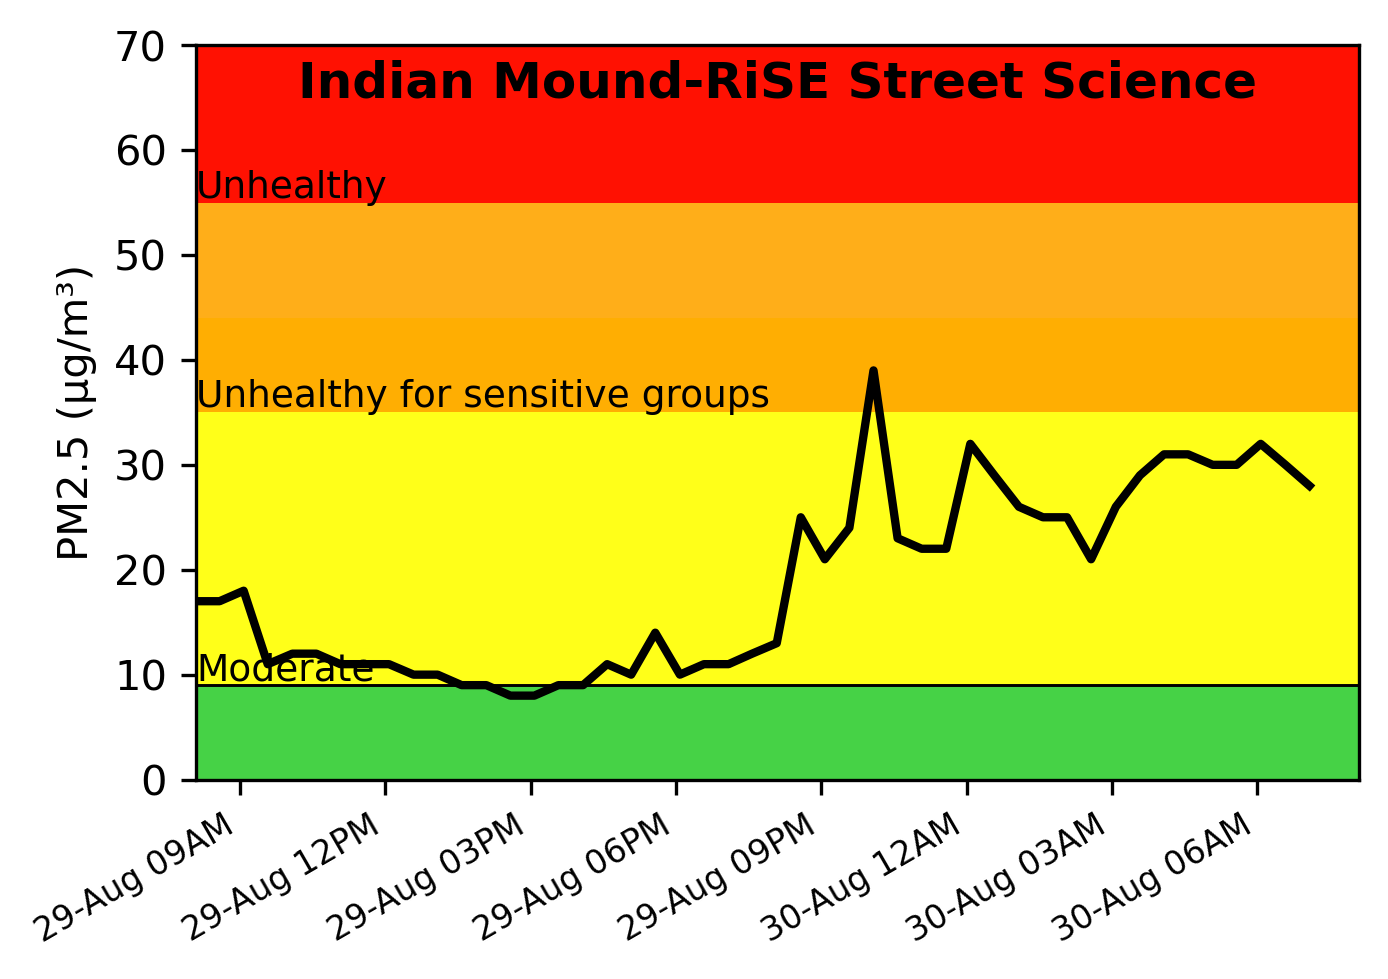 Indian Mound-RiSE Street Science
PM2.5 (µg/m³)
70
60
50
40
30
20
10
0
Unhealthy
Unhealthy for sensitive groups
Moderate
29-Aug 09AM
29-Aug 12PM
29-Aug 03PM
29-Aug 06PM
29-Aug 09PM
30-Aug 12AM
30-Aug 03AM
30-Aug 06AM